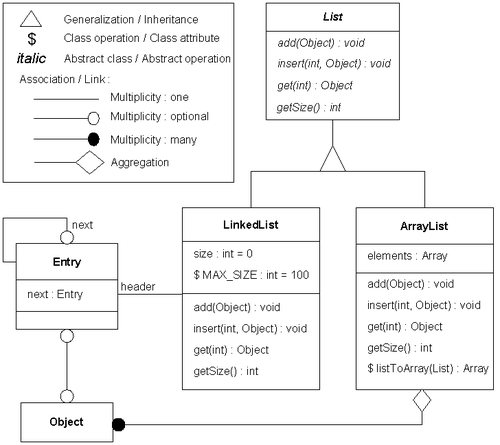 Generalization / Inheritance
$ Class operation / Class attribute
italic Abstract class / Abstract operation
Association / Link :
Multiplicity : one
Multiplicity : optional
Multiplicity : many
Aggregation
List
add(Object) : void
insert(int, Object) : void
get(int) : Object
getSize() : int
LinkedList
size : int = 0
$ MAX_SIZE : int = 100
add(Object) : void
insert(int, Object) : void
get(int) : Object
getSize() : int
ArrayList
elements : Array
add(Object) : void
insert(int, Object) : void
get(int) : Object
getSize() : int
$ listToArray(List) : Array
next
Entry
next : Entry
header
Object